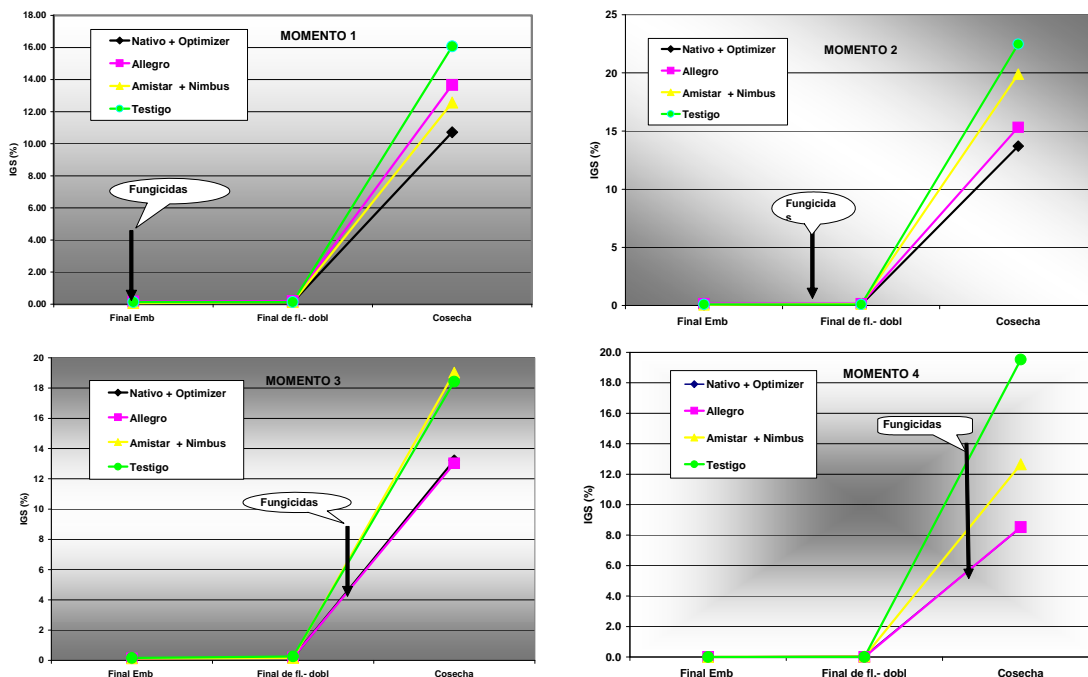 18.00
16.00
14.00
12.00
10.00
8.00
6.00
4.00
2.00
0.00
IGS (%)
MOMENTO 1
Nativo + Optimizer
Allegro
Amistar + Nimbus
Testigo
Fungicidas
Final Emb
Final de fl.- dobl
Cosecha
25
20
15
10
5
0
IGS (%)
MOMENTO 2
Nativo + Optimizer
Allegro
Amistar + Nimbus
Testigo
Fungicida
s
Final Emb
Final de fl.- dobl
Cosecha
20
18
16
14
12
10
8
6
4
2
0
IGS (%)
MOMENTO 3
Nativo + Optimizer
Allegro
Amistar + Nimbus
Testigo
Fungicidas
Final Emb
Final de fl.- dobl
Cosecha
20.0
18.0
16.0
14.0
12.0
10.0
8.0
6.0
4.0
2.0
0.0
IGS (%)
MOMENTO 4
Nativo + Optimizer
Allegro
Amistar + Nimbus
Testigo
Fungicidas
Final Emb
Final de fl.- dobl
Cosecha